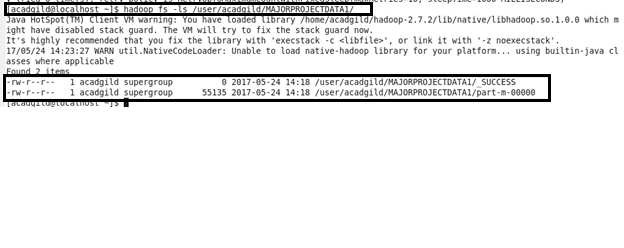 [acadgild@localhost ~]$ hadoop fs -ls /user/acadgild/MAJORPROJECTDATA1/
Java HotSpot(TM) Client VM warning: You have loaded library /home/acadgild/hadoop-2.7.2/lib/native/libhadoop.so.1.0.0 which m
ight have disabled stack guard. The VM will try to fix the stack guard now.
It's highly recommended that you fix the library with 'execstack -c <libfile>', or link it with '-z noexecstack'.
17/05/24 14:23:27 WARN util.NativeCodeLoader: Unable to load native-hadoop library for your platform... using builtin-java cl
asses where applicable
Found 2 items
-rw-r--r--   1 acadgild supergroup          0 2017-05-24 14:18 /user/acadgild/MAJORPROJECTDATA1/_SUCCESS
-rw-r--r--   1 acadgild supergroup      55135 2017-05-24 14:18 /user/acadgild/MAJORPROJECTDATA1/part-m-00000
[acadgild@localhost ~]$